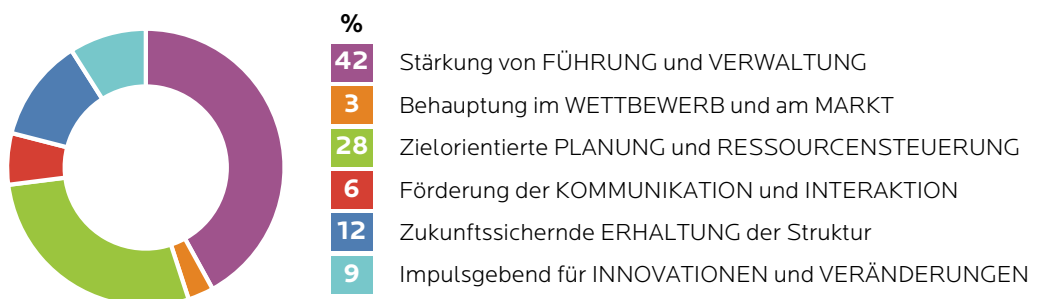 %
42 Stärkung von FÜHRUNG und VERWALTUNG
3 Behauptung im WETTBEWERB und am MARKT
28 Zielorientierte PLANUNG und RESSOURCENSTEUERUNG
6 Förderung der KOMMUNIKATION und INTERAKTION
12 Zukunftssichernde ERHALTUNG der Struktur
9 Impulsgebend für INNOVATIONEN und VERÄNDERUNGEN